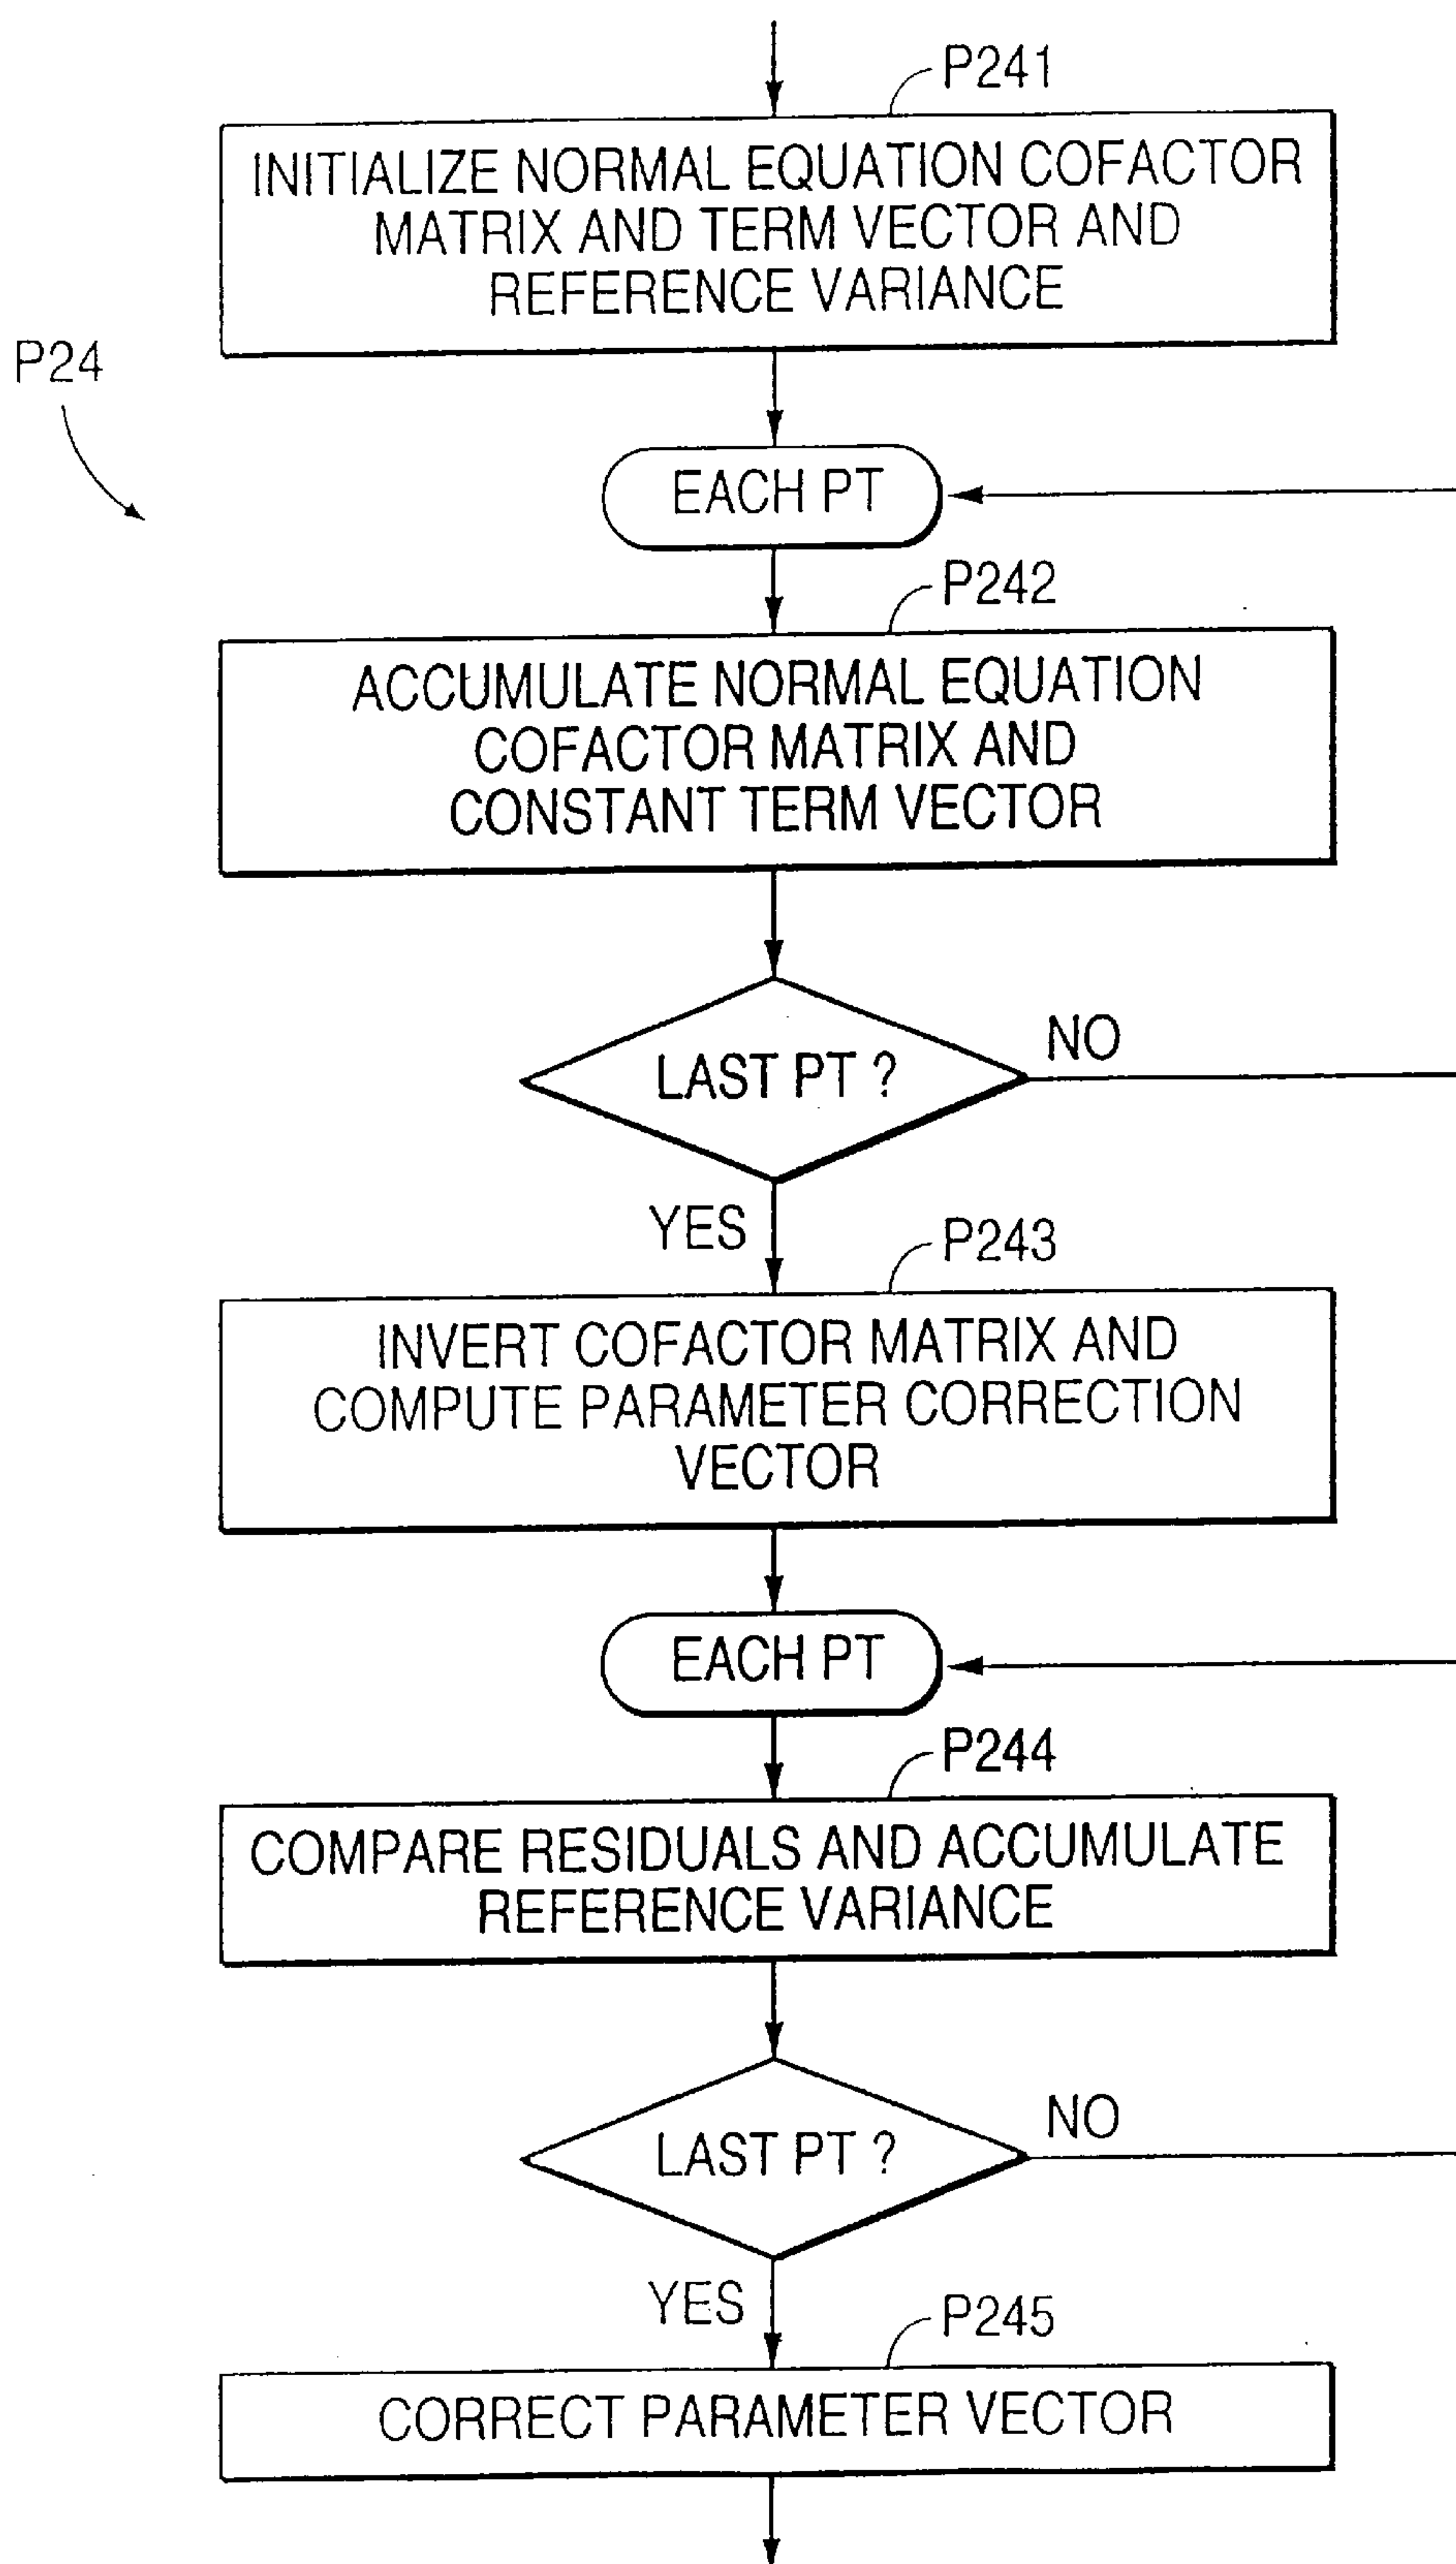 P241
INITIALIZE NORMAL EQUATION COFACTOR
MATRIX AND TERM VECTOR AND
REFERENCE VARIANCE
P24
EACH PT
P242
ACCUMULATE NORMAL EQUATION
COFACTOR MATRIX AND
CONSTANT TERM VECTOR
LAST PT ?
NO
YES
P243
INVERT COFACTOR MATRIX AND
COMPUTE PARAMETER CORRECTION
VECTOR
EACH PT
P244
COMPARE RESIDUALS AND ACCUMULATE
REFERENCE VARIANCE
LAST PT ?
NO
YES
P245
CORRECT PARAMETER VECTOR